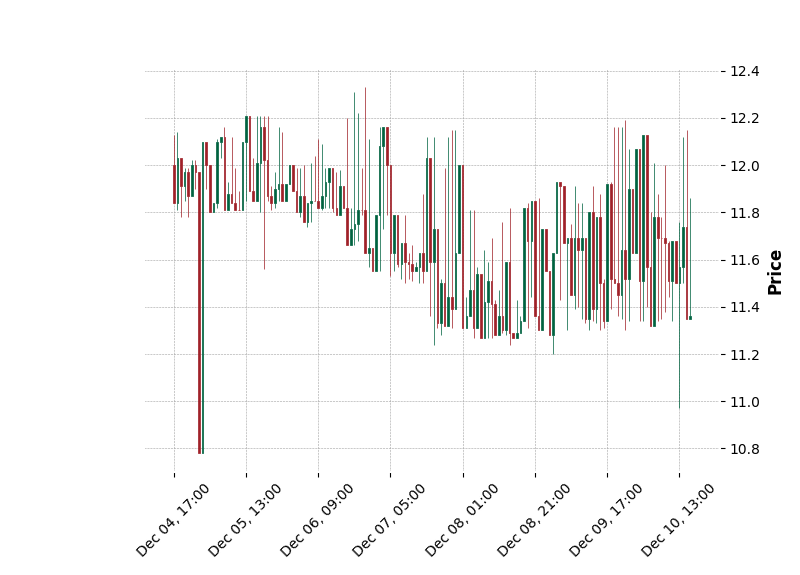 12.4
12.2
12.0
11.8
11.6
11.4
11.2
11.0
10.8
Price
Dec 04, 17:00
Dec 05, 13:00
Dec 06, 09:00
Dec 07, 05:00
Dec 08, 01:00
Dec 08, 21:00
Dec 09, 17:00
Dec 10, 13:00